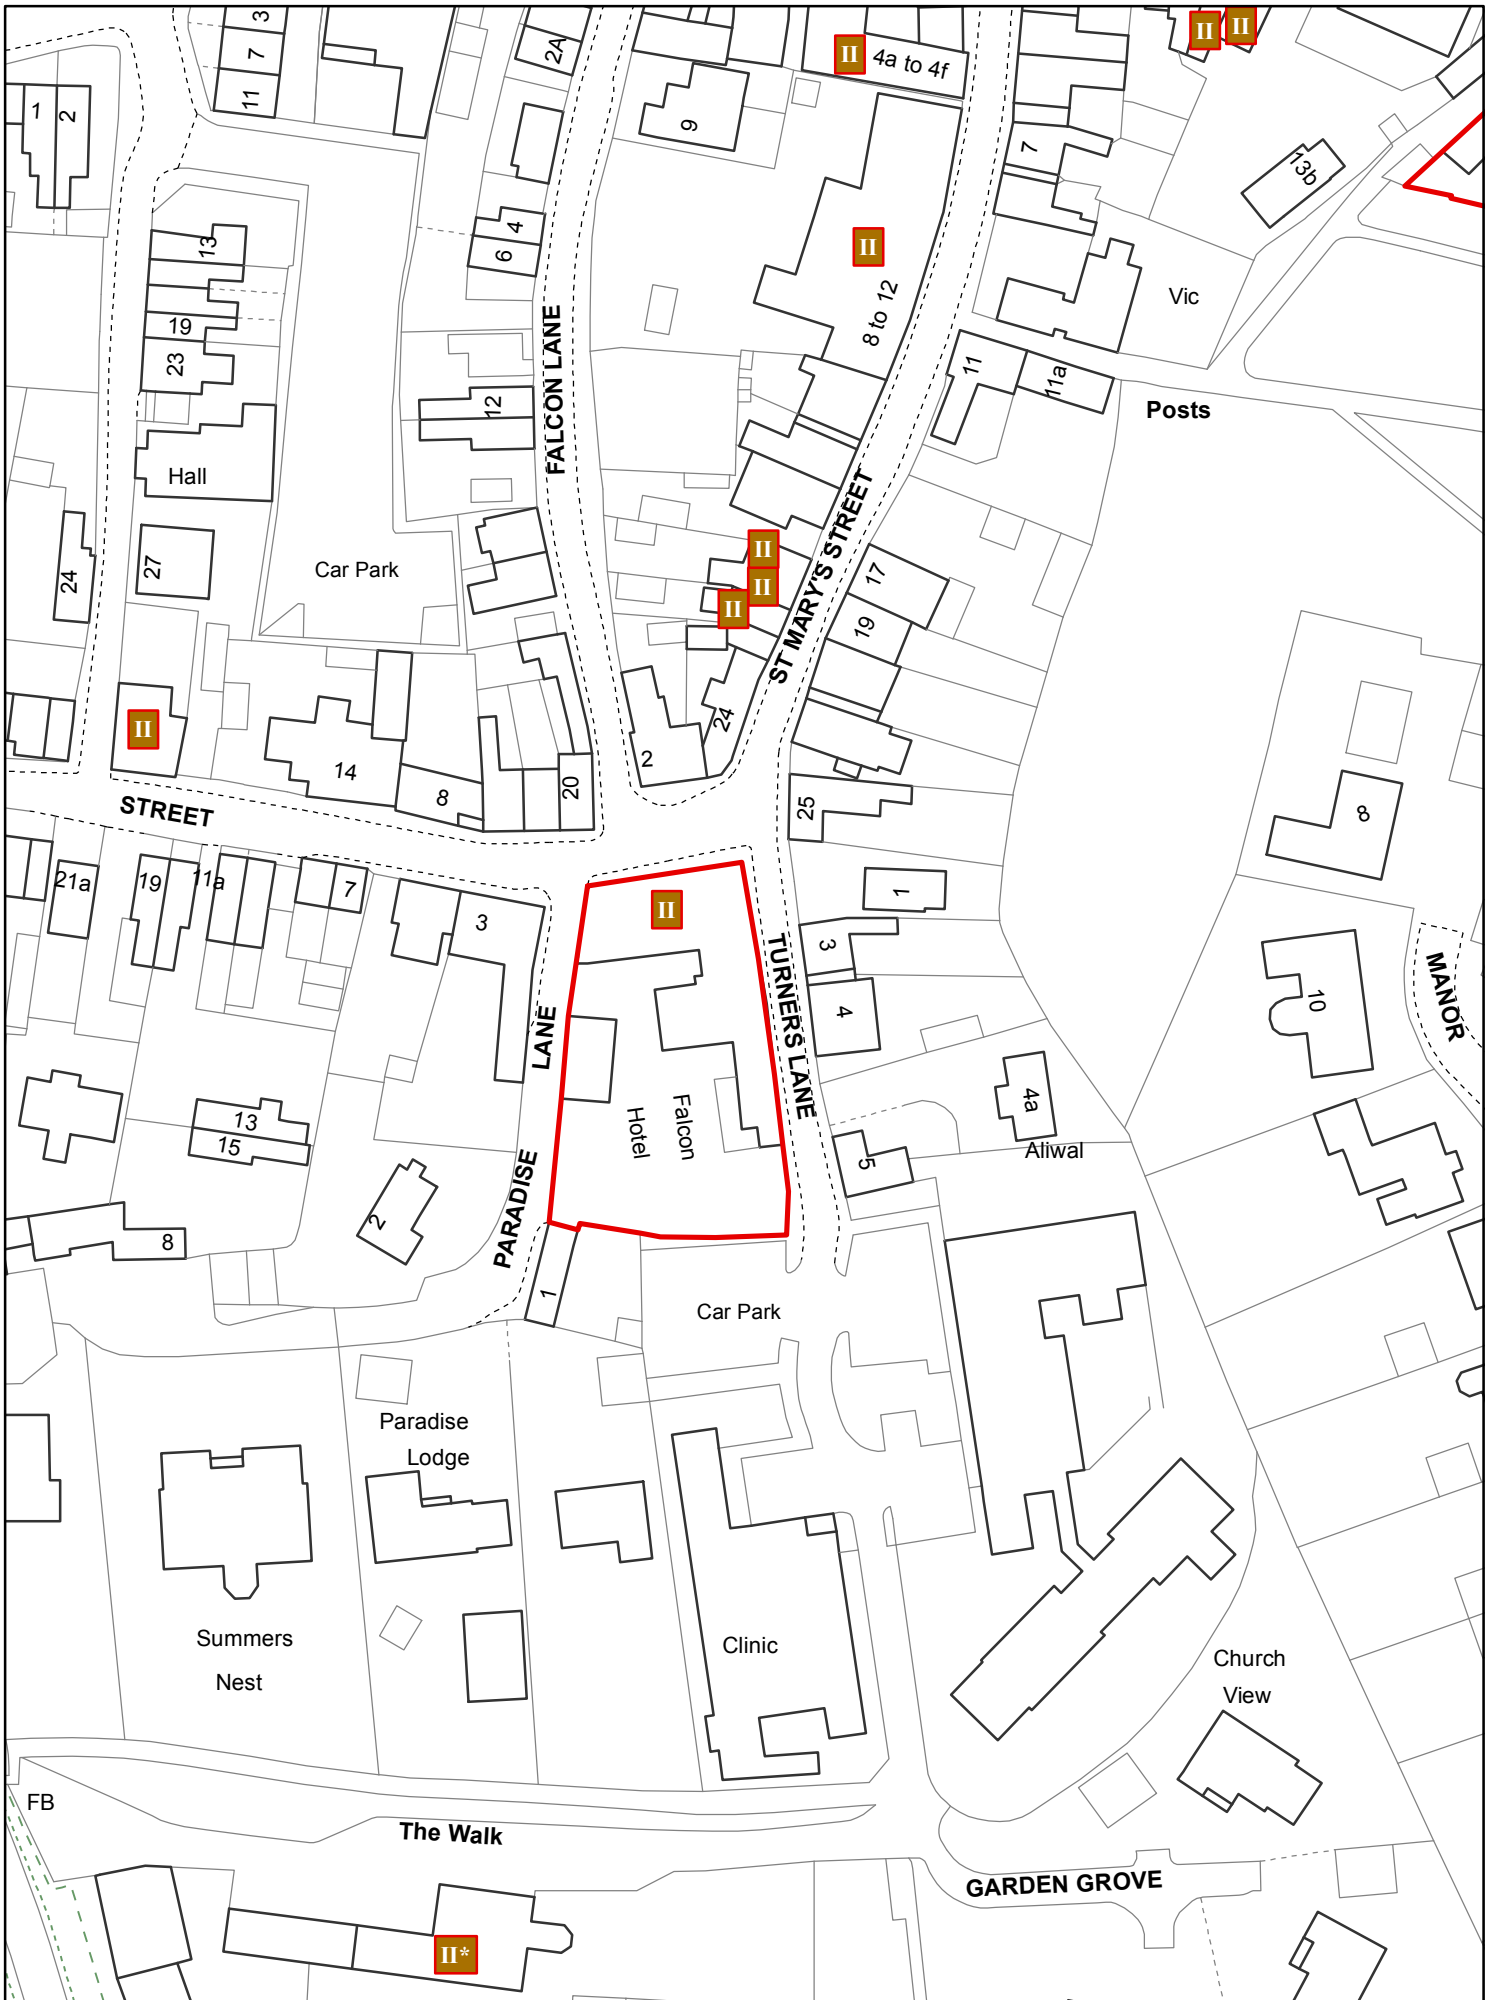 3
7
11
2A
II
4a to 4f
II
II
1
2
9
7
13b
13
4
6
II
8 to 12
Vic
19
23
FALCON LANE
12
11
11a
Posts
Hall
ST MARY'S STREET
24
27
Car Park
II
II
II
17
19
II
14
8
20
2
24
25
8
STREET
21a
19
11a
7
3
II
1
3
4
TURNERS LANE
10
MANOR
LANE
PARADISE
Falcon
Hotel
4a
Aliwal
5
13
15
2
8
1
Car Park
Paradise
Lodge
Summers
Nest
Clinic
Church
View
FB
The Walk
GARDEN GROVE
II*